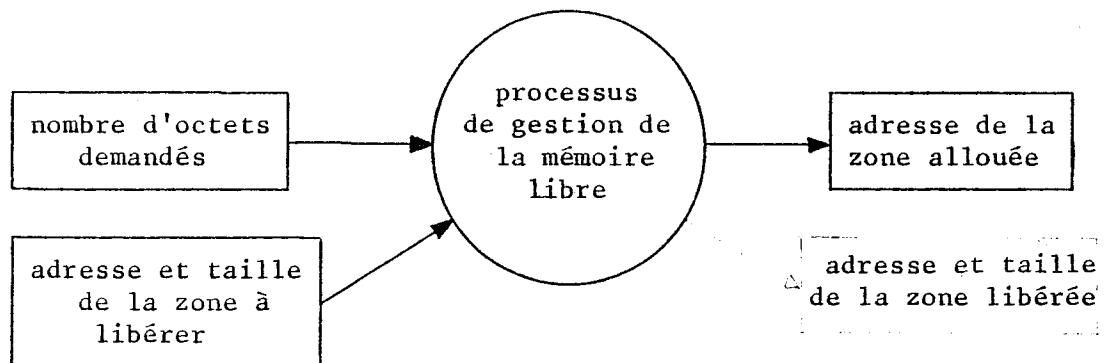 nombre d'octets
demandés
adresse et taille
de la zone à
libérer
processus
de gestion de
la mémoire
libre
adresse de la
zone allouée
adresse et taille
de la zone libérée